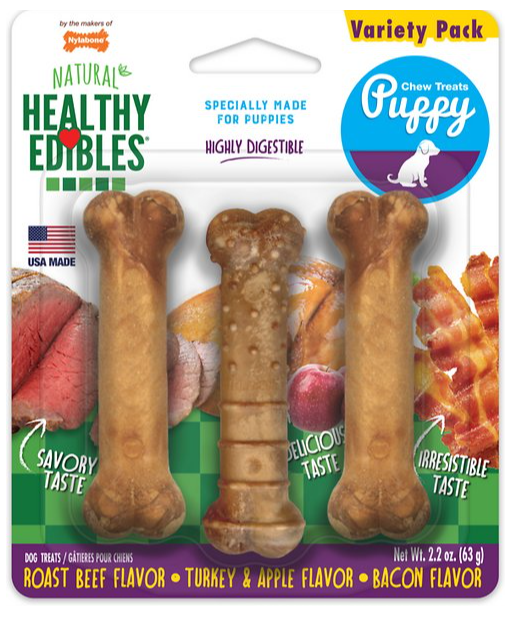 by the makers of
Nylabone
Variety Pack
NATURAL
HEALTHY
EDIBLES®
SPECIALLY MADE
FOR PUPPIES
HIGHLY DIGESTIBLE
Chew Treats
Puppy
USA MADE
SAVORY
TASTE
DELICIOUS
TASTE
IRRESISTIBLE
TASTE
DOG TREATS / GÂTERIES POUR CHIENS
Net Wt. 2.2 oz. (63 g)
ROAST BEEF FLAVOR • TURKEY & APPLE FLAVOR • BACON FLAVOR